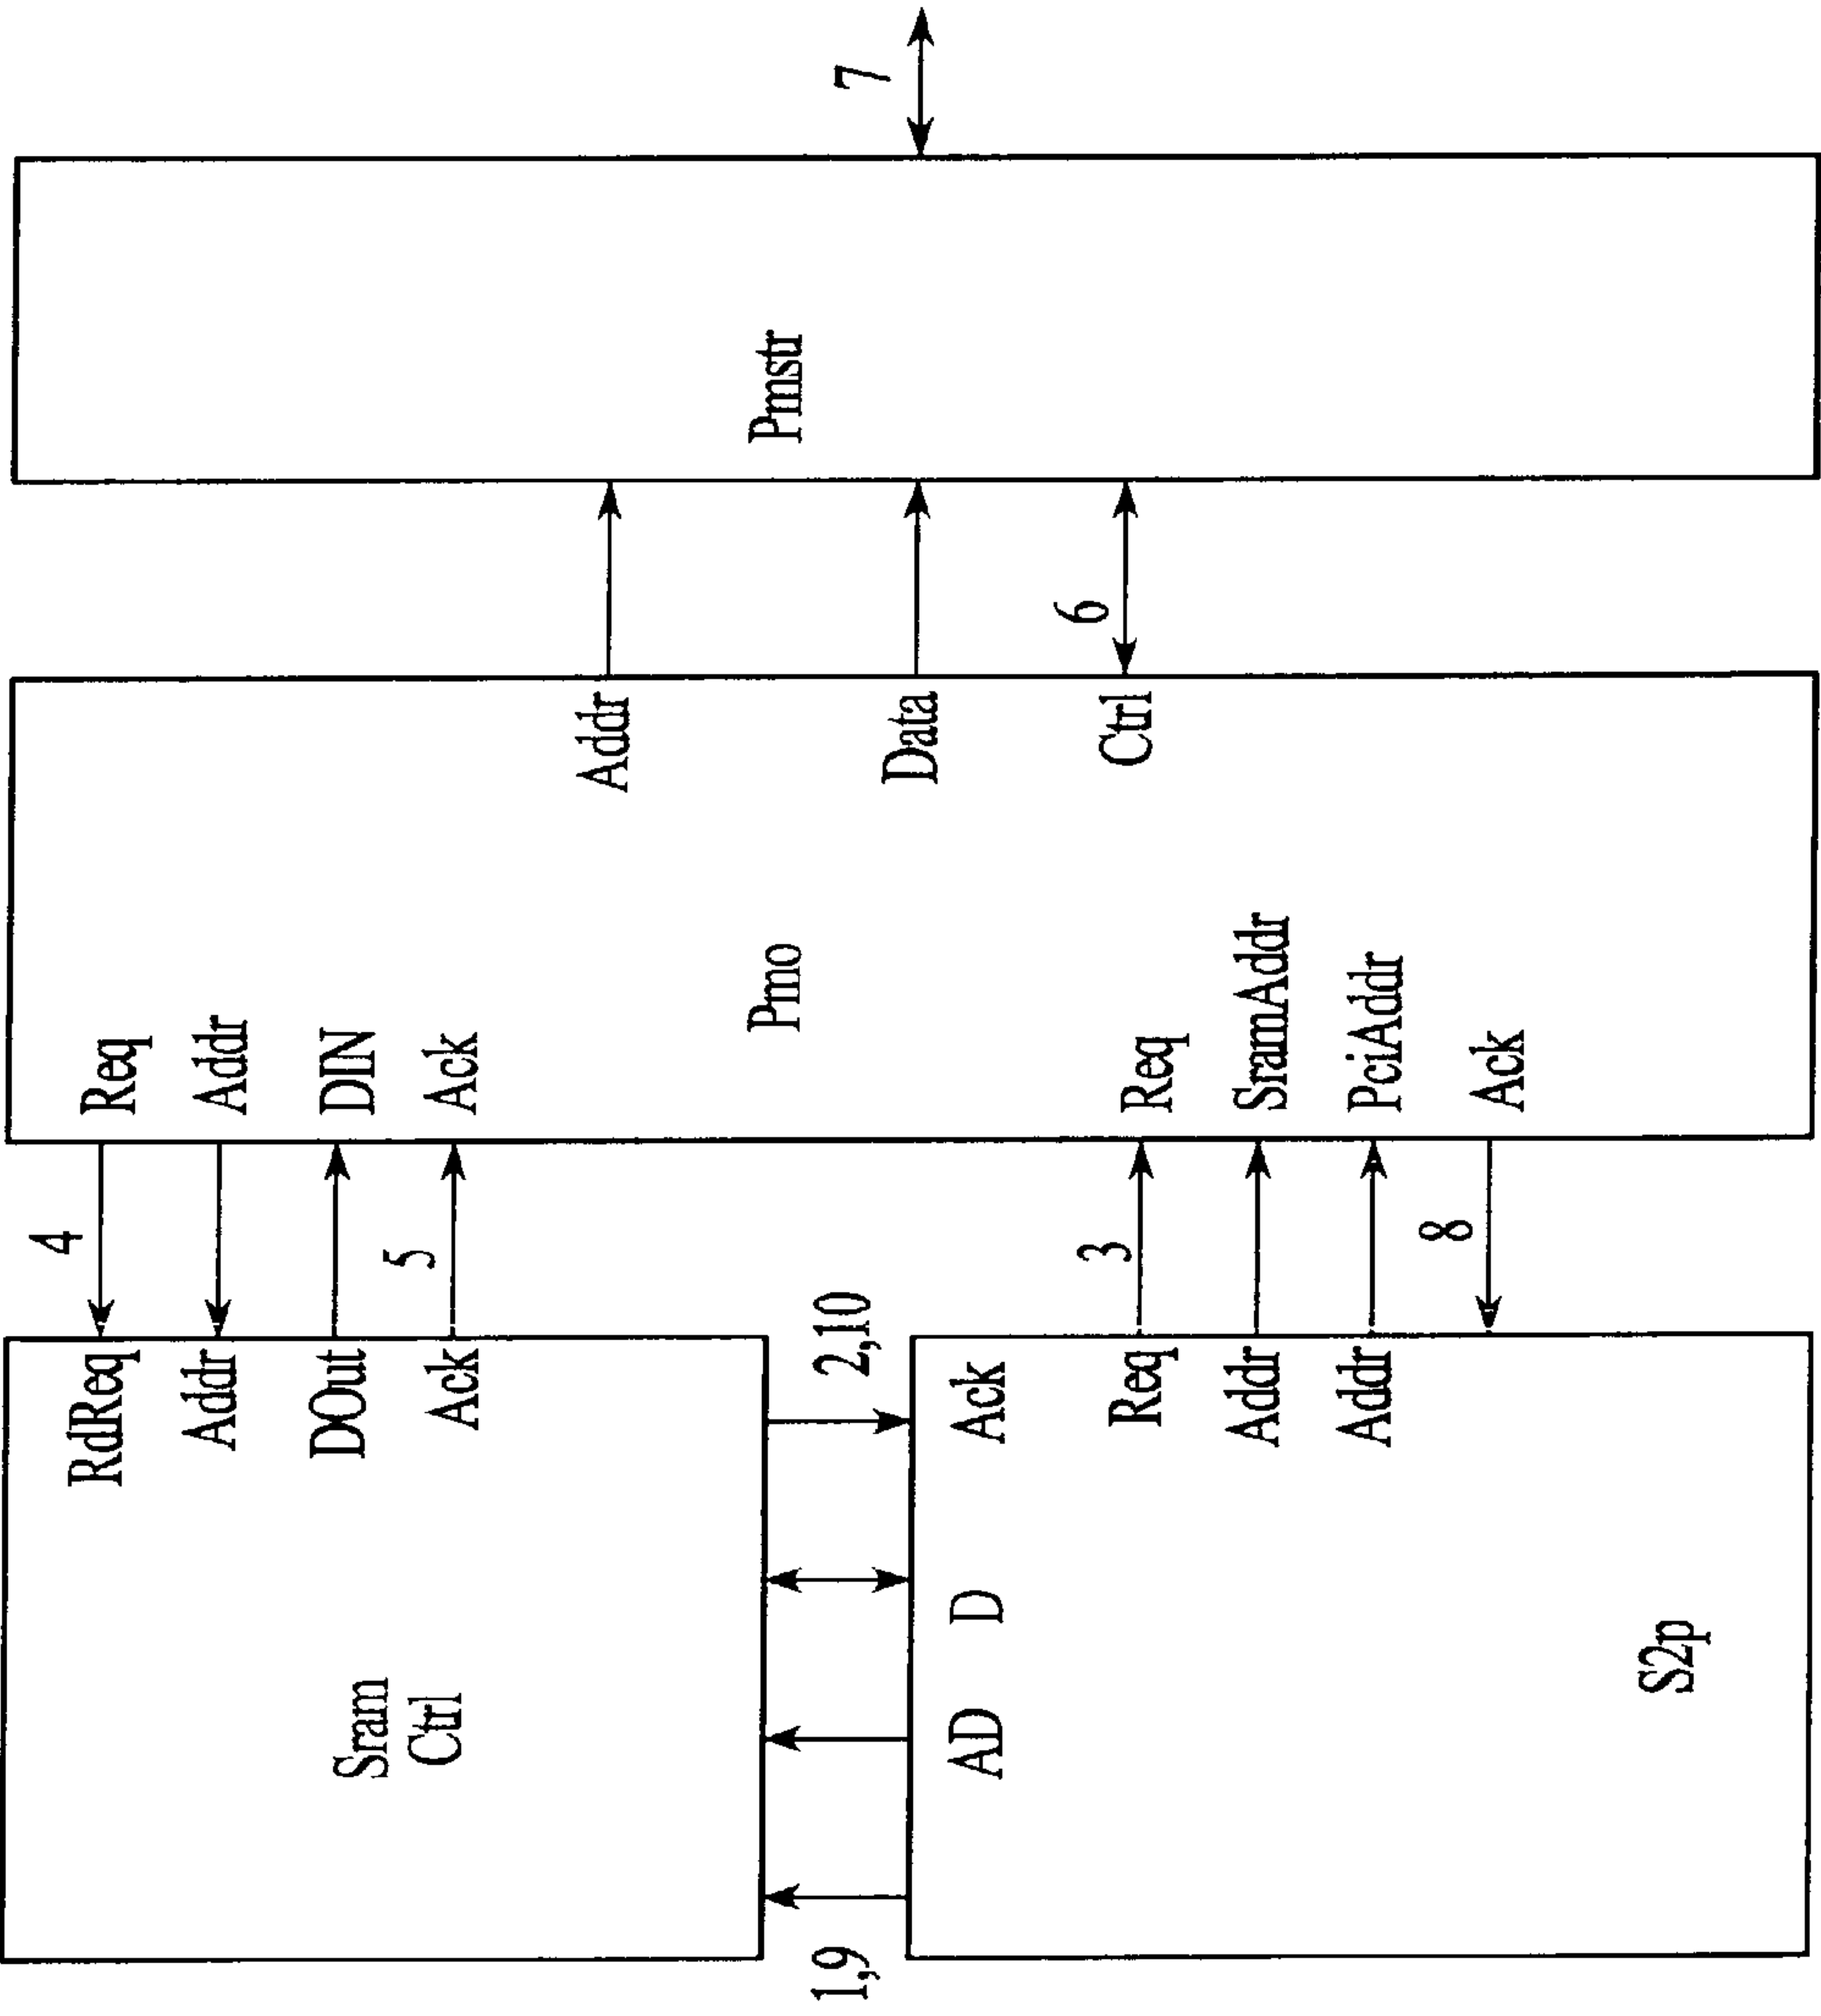 4
RdReq
Req
Addr
Addr
DOut
DIN
Sram
Ctrl
5
Ack
Ack
Addr
Pmo
Pmstr
7
1,9
2,10
Data
AD
D
Ack
6
Ctrl
3
Req
Req
Addr
SramAddr
Addr
PciAddr
8
Ack
S2p